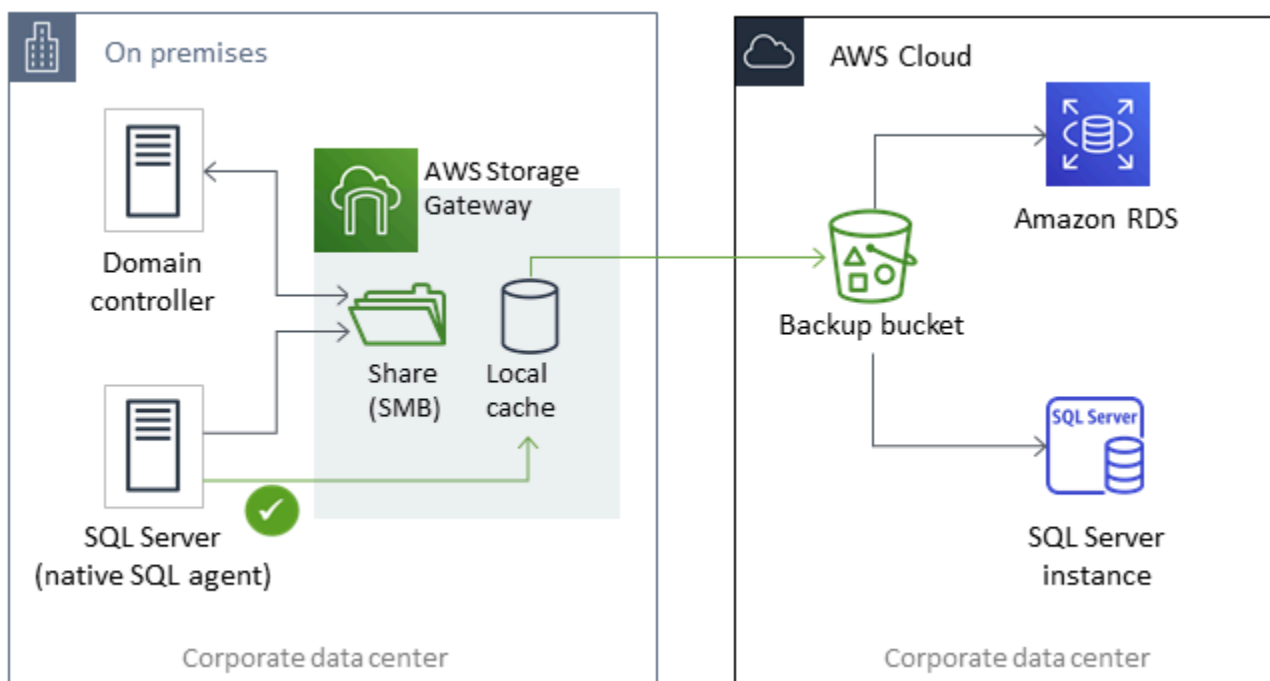 On premises
AWS Cloud
AWS Storage
Gateway
Domain
controller
Share
(SMB)
Local
cache
SQL Server
(native SQL agent)
Corporate data center
Amazon RDS
Backup bucket
SQL Server
SQL Server
instance
Corporate data center